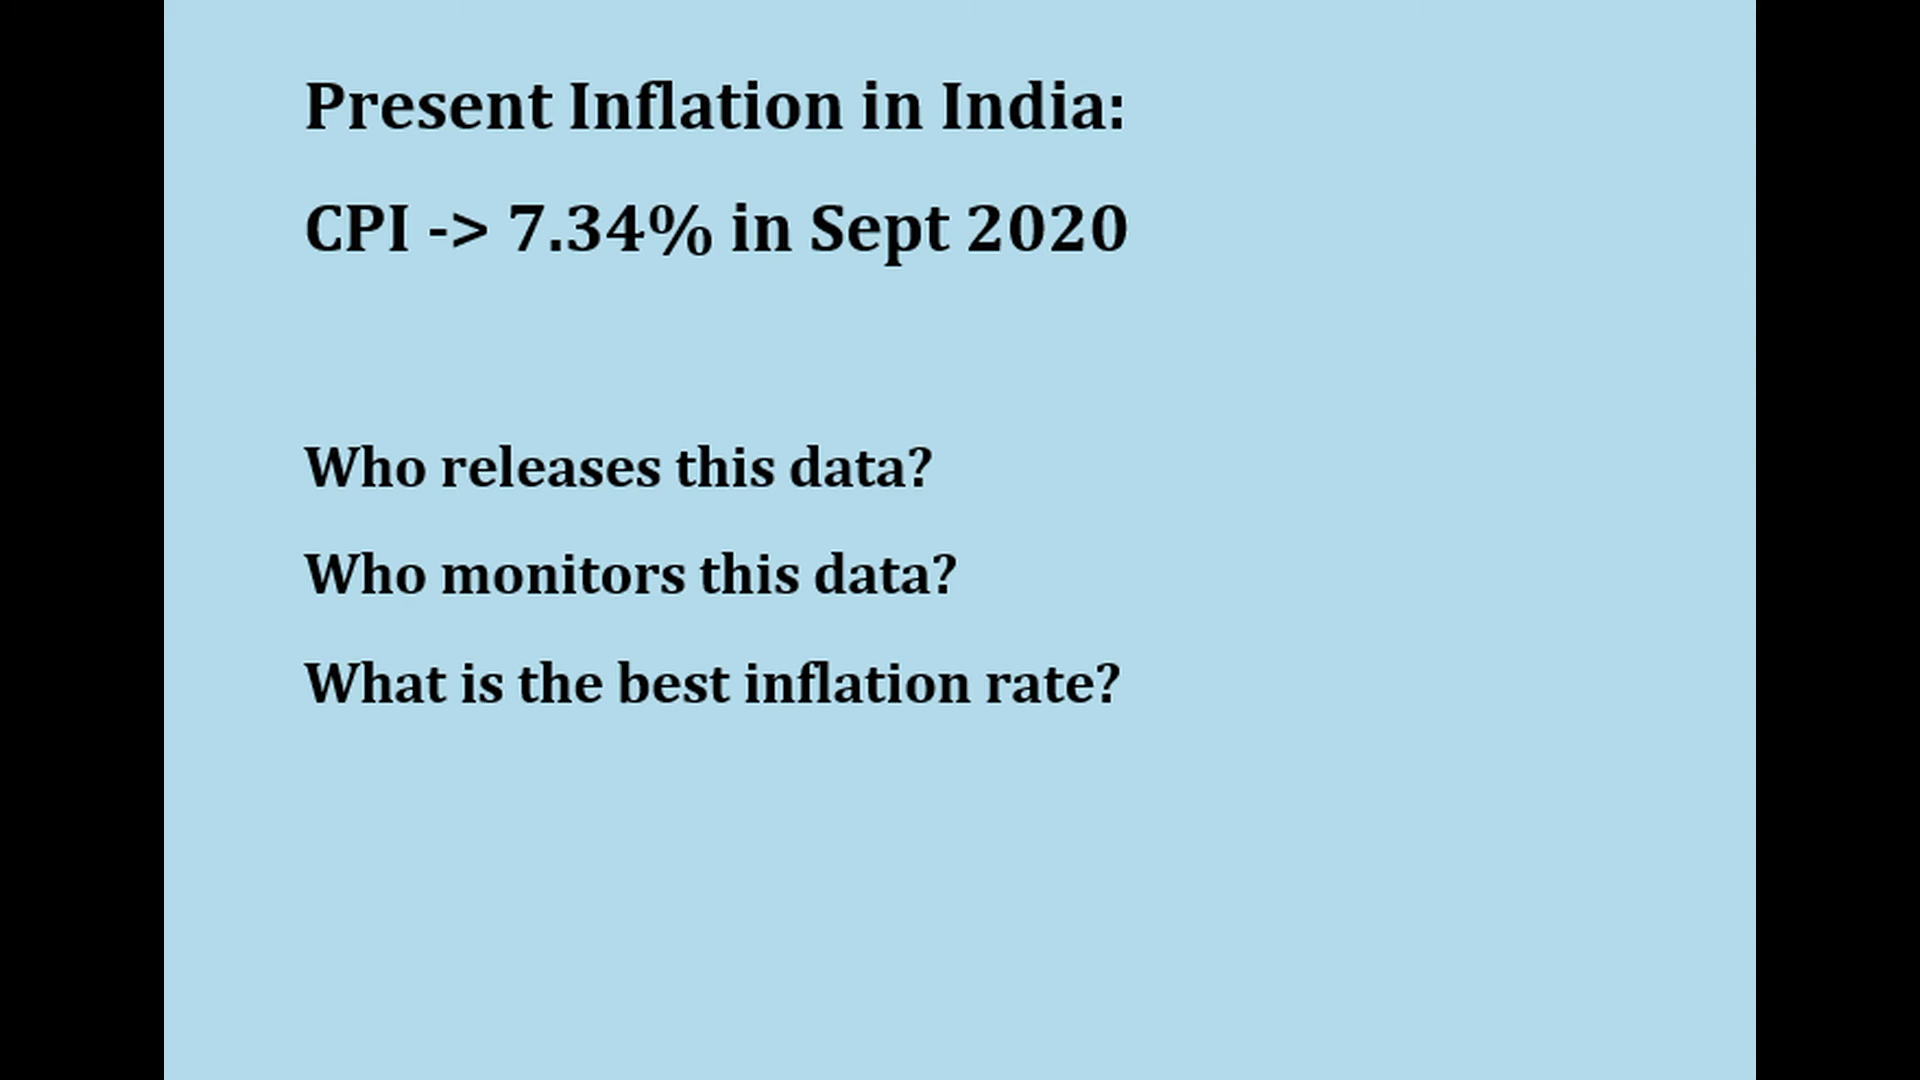 Present Inflation in India:
CPI -> 7.34% in Sept 2020
Who releases this data?
Who monitors this data?
What is the best inflation rate?